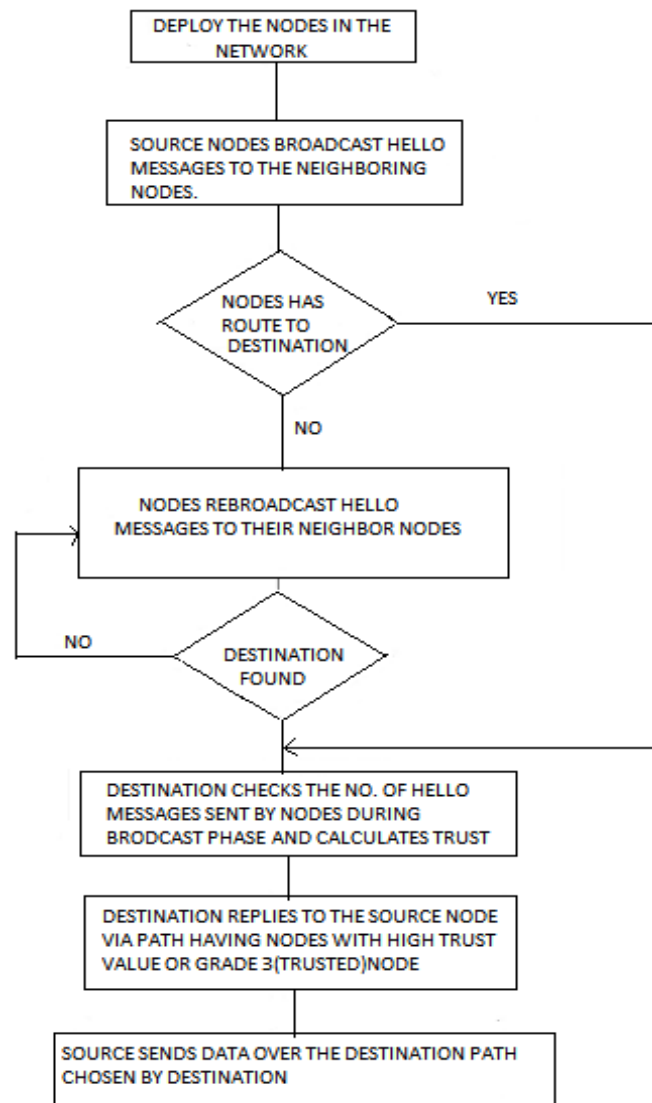 DEPLOY THE NODES IN THE
NETWORK
SOURCE NODES BROADCAST HELLO
MESSAGES TO THE NEIGHBORING
NODES.
NODES HAS
ROUTE TO
DESTINATION
YES
NO
NODES REBROADCAST HELLO
MESSAGES TO THEIR NEIGHBOR NODES
NO
DESTINATION
FOUND
DESTINATION CHECKS THE NO. OF HELLO
MESSAGES SENT BY NODES DURING
BRODCAST PHASE AND CALCULATES TRUST
DESTINATION REPLIES TO THE SOURCE NODE
VIA PATH HAVING NODES WITH HIGH TRUST
VALUE OR GRADE 3(TRUSTED)NODE
SOURCE SENDS DATA OVER THE DESTINATION PATH
CHOSEN BY DESTINATION